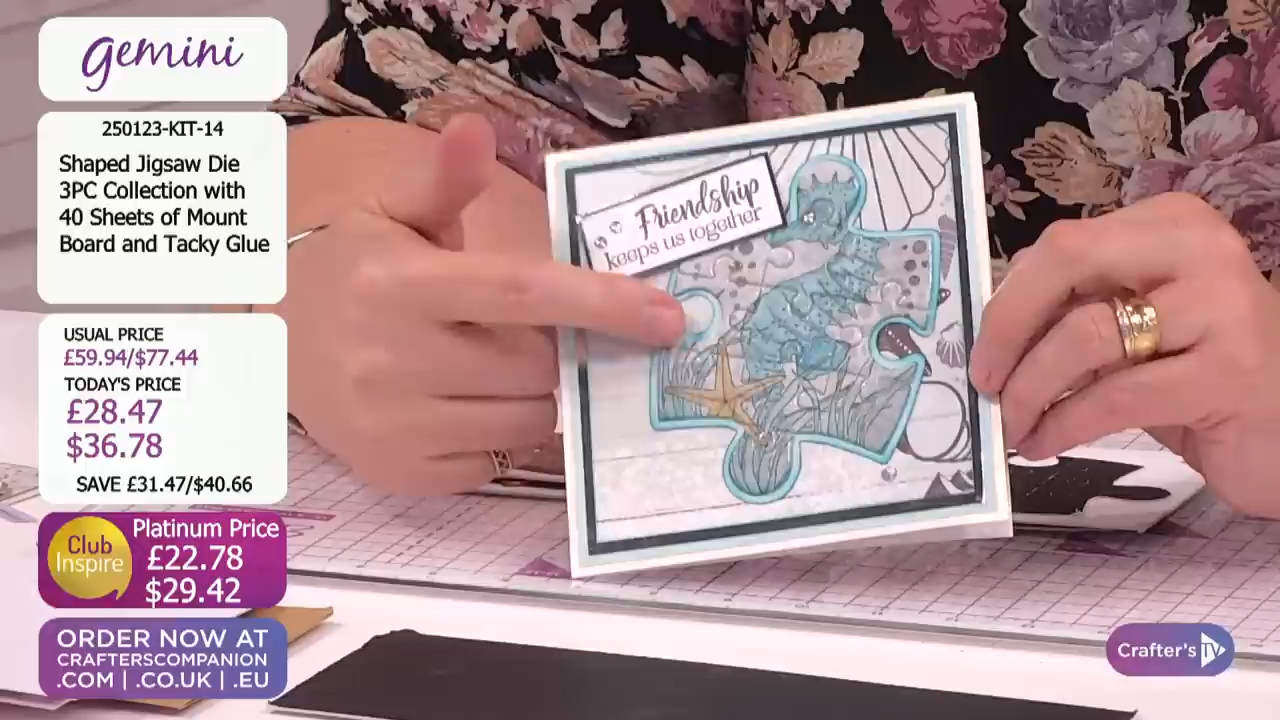 gemini
250123-KIT-14
Shaped Jigsaw Die
3PC Collection with
40 Sheets of Mount
Board and Tacky Glue
USUAL PRICE
£59.94/$77.44
TODAY'S PRICE
£28.47
$36.78
SAVE £31.47/$40.66
Club
Inspire
Platinum Price
£22.78
$29.42
ORDER NOW AT
CRAFTERSCOMPANION
.COM | .CO.UK | .EU
Friendship
keeps us together
Crafter's TV